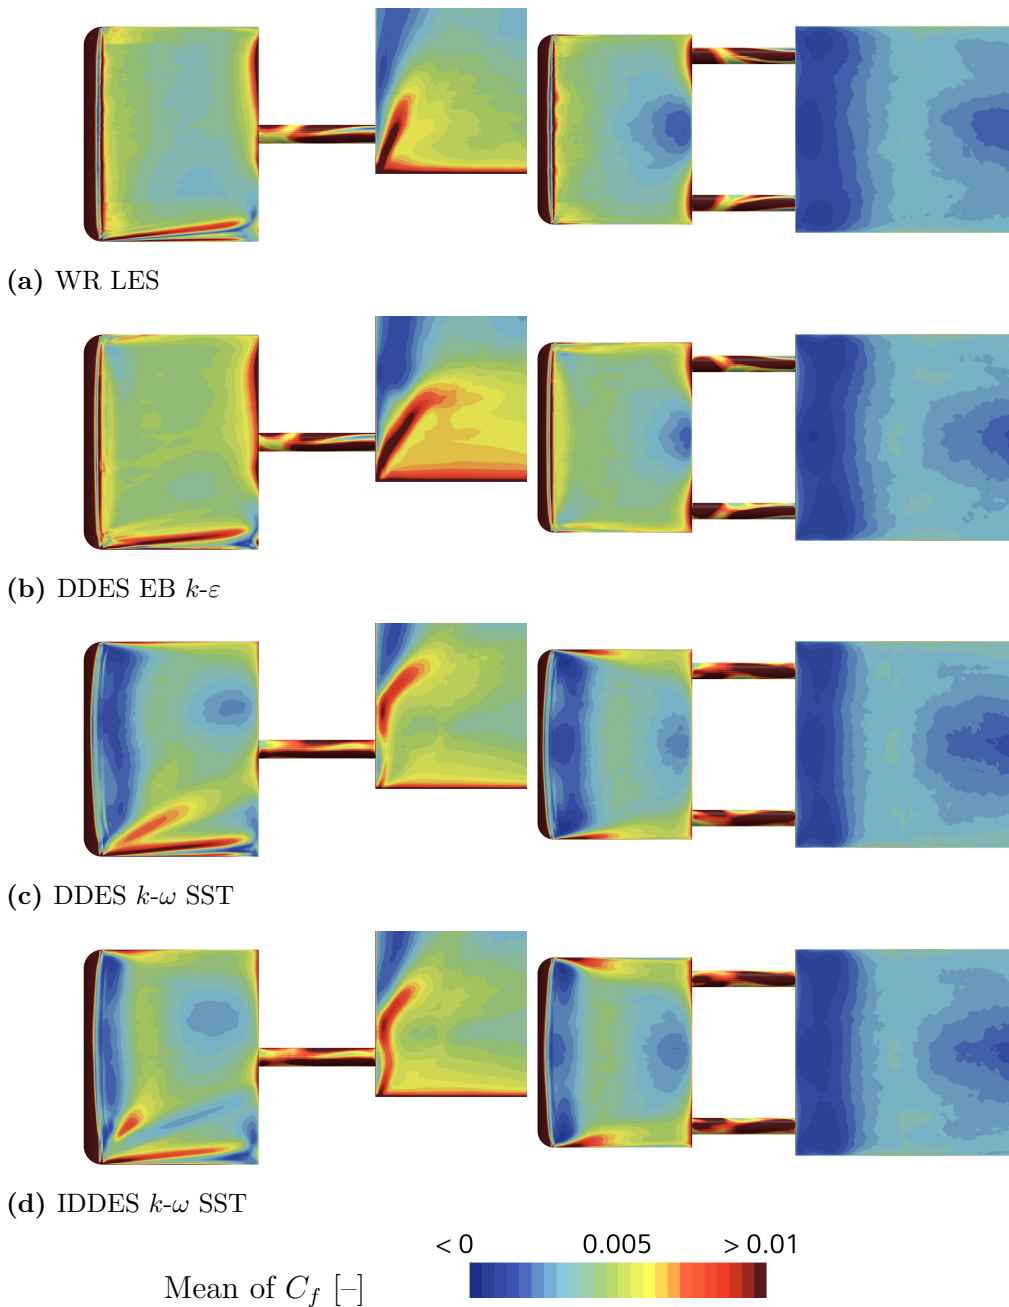 (a) WR LES
(b) DDES EB k-ε
(c) DDES k-ω SST
(d) IDDES k-ω SST
< 0 0.005 > 0.01
Mean of C_f [–]